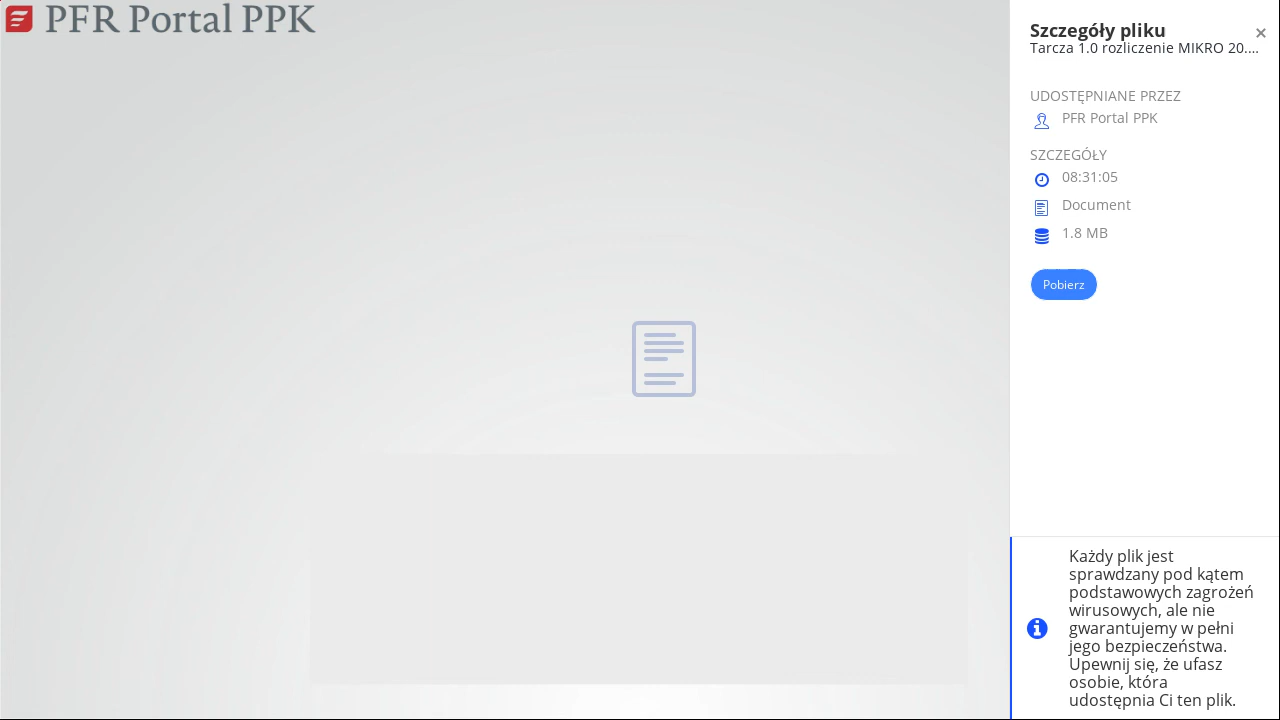 PFR Portal PPK
Szczegóły pliku
×
Tarcza 1.0 rozliczenie MIKRO 20....
UDOSTĘPNIANE PRZEZ
PFR Portal PPK
SZCZEGÓŁY
08:31:05
Document
1.8 MB
Pobierz
Każdy plik jest
sprawdzany pod kątem
podstawowych zagrożeń
wirusowych, ale nie
gwarantujemy w pełni
jego bezpieczeństwa.
Upewnij się, że ufasz
osobie, która
udostępnia Ci ten plik.